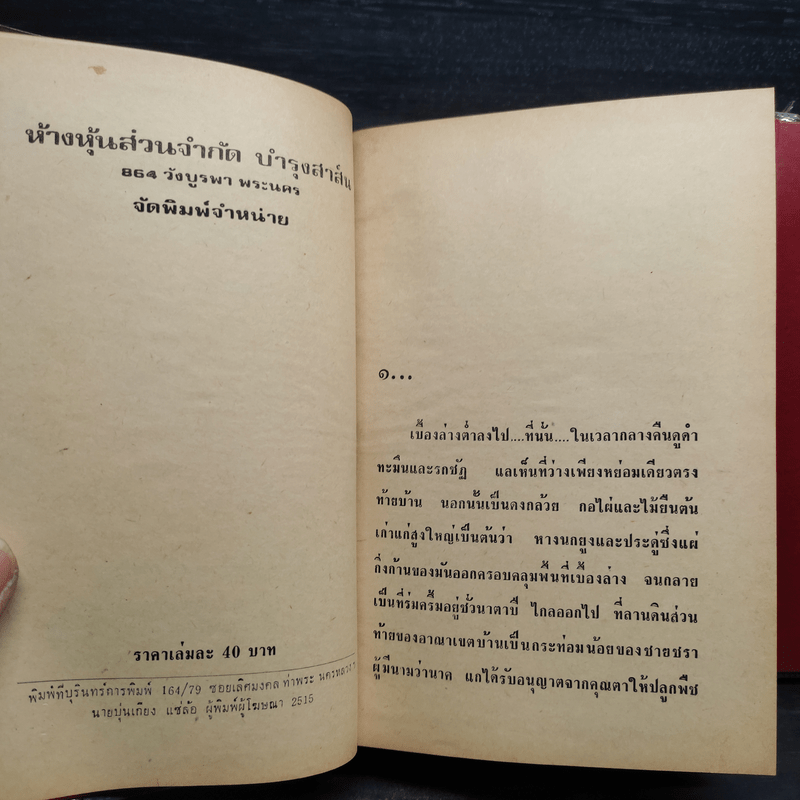 ห้างหุ้นส่วนจำกัด บำรุงสาส์น
864 วังบูรพา พระนคร
จัดพิมพ์จำหน่าย
ราคาเล่มละ 40 บาท
พิมพ์ที่บุรินทร์การพิมพ์ 164/79 ซอยเลิศมงคล ท่าพระ นครหลวง ฯ
นายบุ่นเกียง แซ่ล้อ ผู้พิมพ์ผู้โฆษณา 2515
๑...
เบื้องล่างต่ำลงไป....ที่นั้น....ในเวลากลางคืนดูดำ
ทะมึนและรกชัฏ แลเห็นที่ว่างเพียงหย่อมเดียวตรง
ท้ายบ้าน นอกนั้นเป็นดงกล้วย กอไผ่และไม้ยืนต้น
เก่าแก่สูงใหญ่เป็นต้นว่า หางนกยูงและประดู่ซึ่งแผ่
กิ่งก้านของมันออกครอบคลุมพื้นที่เบื้องล่าง จนกลาย
เป็นที่ร่มครึ้มอยู่ชั่วนาตาปี ไกลออกไป ที่ลานดินส่วน
ท้ายของอาณาเขตบ้านเป็นกระท่อมน้อยของชายชรา
ผู้มีนามว่านาด แกได้รับอนุญาตจากคุณตาให้ปลูกพืช